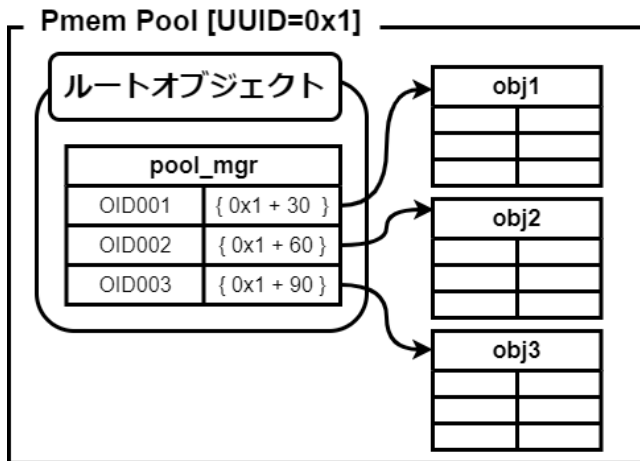 Pmem Pool [UUID=0x1]
ルートオブジェクト
pool_mgr
OID001 { 0x1 + 30 }
OID002 { 0x1 + 60 }
OID003 { 0x1 + 90 }
obj1
obj2
obj3